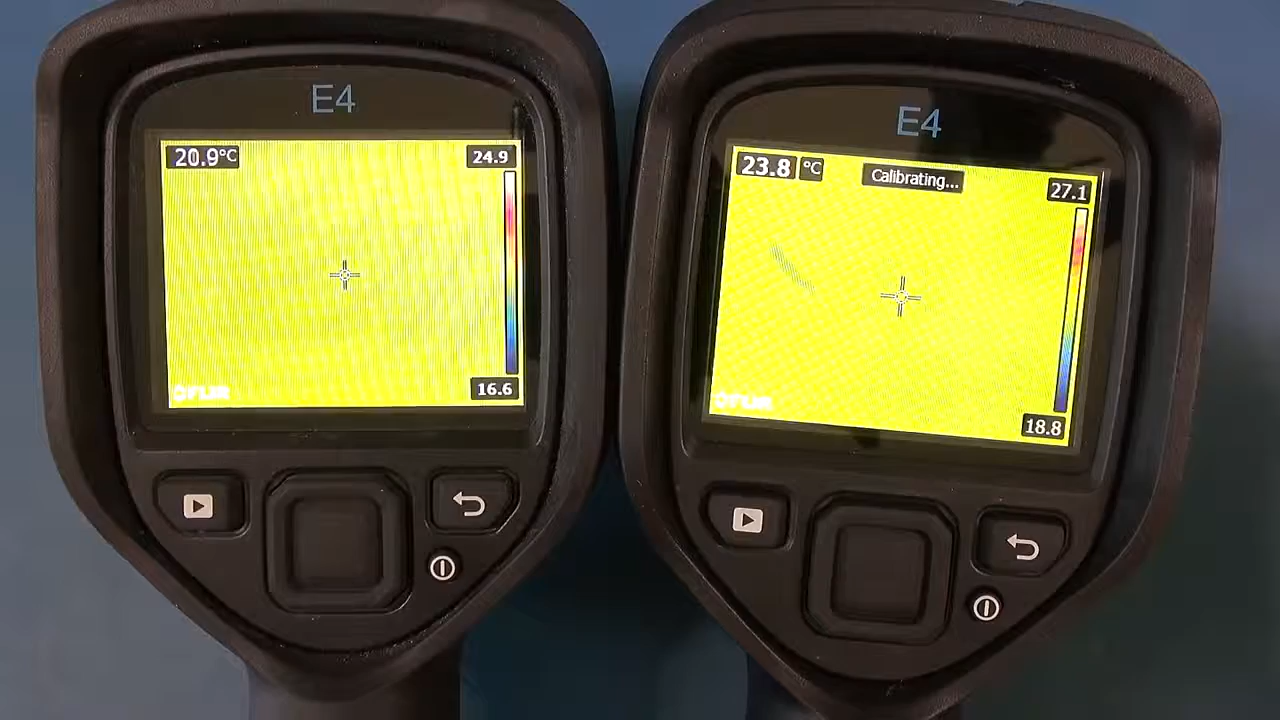 E4
20.9°C
24.9
16.6
FLIR
E4
23.8 °C
Calibrating...
27.1
18.8
FLIR